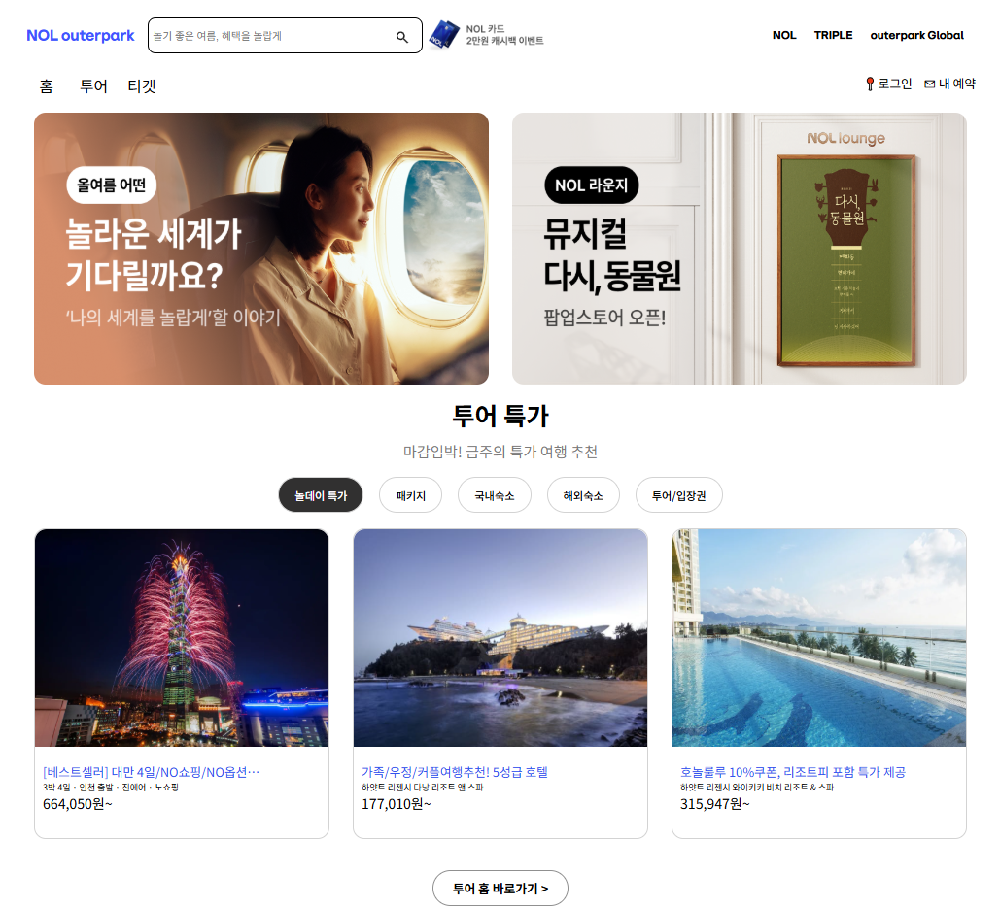 NOL outerpark
놀기 좋은 여름, 혜택을 놀랍게
NOL
NOL 카드
2만원 캐시백 이벤트
NOL TRIPLE outerpark Global
홈 투어 티켓
로그인 내 예약
올여름 어떤
놀라운 세계가
기다릴까요?
'나의 세계를 놀랍게'할 이야기
NOL 라운지
뮤지컬
다시, 동물원
팝업스토어 오픈!
NOL lounge
다시,
동물원
투어 특가
마감임박! 금주의 특가 여행 추천
놀데이 특가 패키지 국내숙소 해외숙소 투어/입장권
[베스트셀러] 대만 4일/NO쇼핑/NO옵션…
3박 4일 · 인천 출발 · 진에어 · 노쇼핑
664,050원~
가족/우정/커플여행추천! 5성급 호텔
하얏트 리젠시 다낭 리조트 앤 스파
177,010원~
호놀룰루 10%쿠폰, 리조트피 포함 특가 제공
하얏트 리젠시 와이키키 비치 리조트 & 스파
315,947원~
투어 홈 바로가기 >